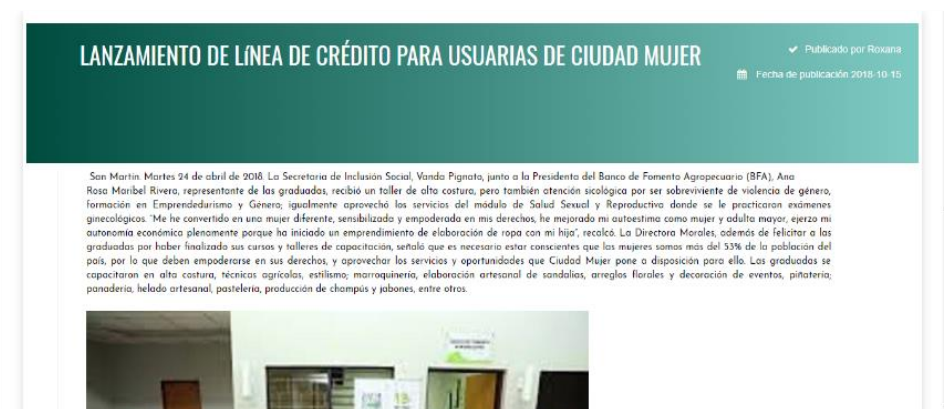 LANZAMIENTO DE LíNEA DE CRÉDITO PARA USUARIAS DE CIUDAD MUJER
Publicado por Roxana
Fecha de publicación 2018-10-15
San Martín. Martes 24 de abril de 2018. La Secretaria de Inclusión Social, Vanda Pignato, junto a la Presidenta del Banco de Fomento Agropecuario (BFA), Ana
Rosa Maribel Rivera, representante de las graduadas, recibió un taller de alta costura, pero también atención sicológica por ser sobreviviente de violencia de género,
formación en Emprendedurismo y Género; igualmente aprovechó los servicios del módulo de Salud Sexual y Reproductiva donde se le practicaron exámenes
ginecológicos. "Me he convertido en una mujer diferente, sensibilizada y empoderada en mis derechos, he mejorado mi autoestima como mujer y adulta mayor, ejerzo mi
autonomía económica plenamente porque ha iniciado un emprendimiento de elaboración de ropa con mi hija", recalcó. La Directora Morales, además de felicitar a las
graduadas por haber finalizado sus cursos y talleres de capacitación, señaló que es necesario estar conscientes que las mujeres somos más del 53% de la población del
país, por lo que deben empoderarse en sus derechos, y aprovechar los servicios y oportunidades que Ciudad Mujer pone a disposición para ello. Las graduadas se
capacitaron en alta costura, técnicas agrícolas, estilismo; marroquinería, elaboración artesanal de sandalias, arreglos florales y decoración de eventos, piñatería;
panadería, helado artesanal, pastelería, producción de champús y jabones, entre otros.